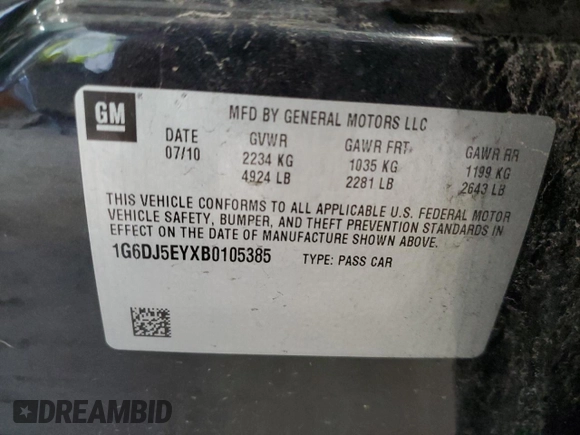 GM
MFD BY GENERAL MOTORS LLC
DATE GVWR GAWR FRT GAWR RR
07/10 2234 KG 1035 KG 1199 KG
4924 LB 2281 LB 2643 LB
THIS VEHICLE CONFORMS TO ALL APPLICABLE U.S. FEDERAL MOTOR
VEHICLE SAFETY, BUMPER, AND THEFT PREVENTION STANDARDS IN
EFFECT ON THE DATE OF MANUFACTURE SHOWN ABOVE.
1G6DJ5EYXB0105385 TYPE: PASS CAR
DREAMBID